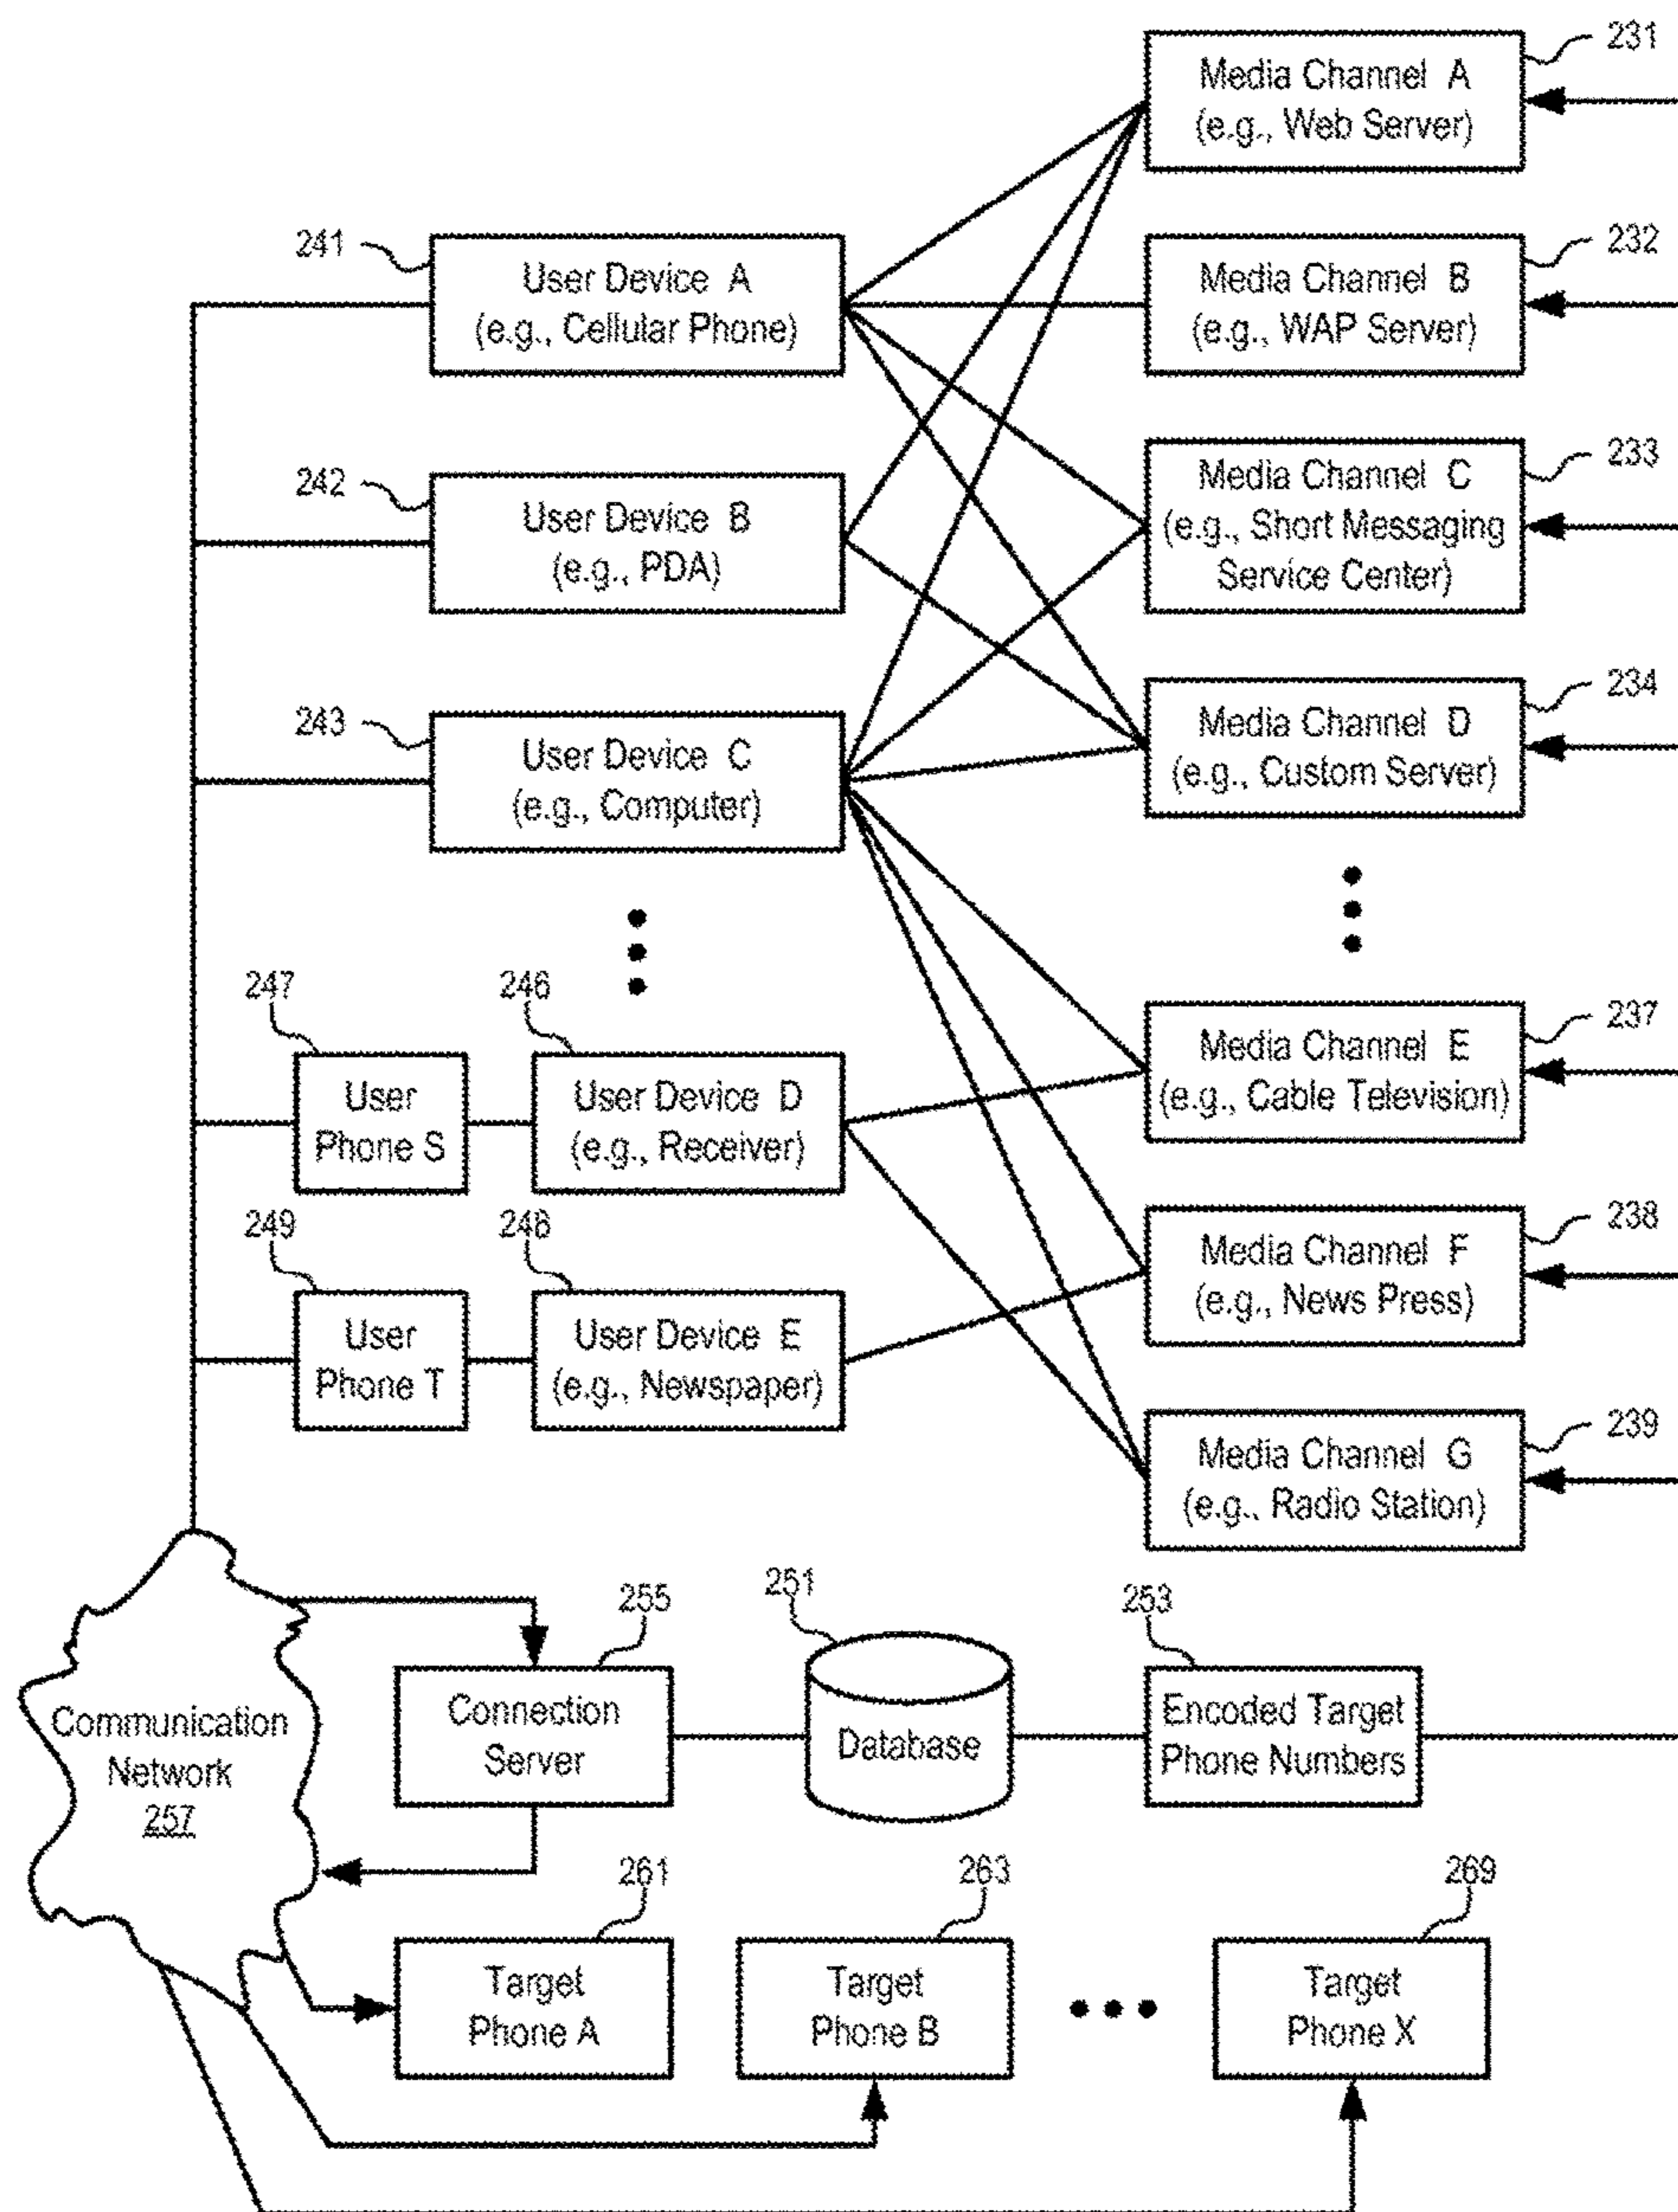 231
Media Channel A
(e.g., Web Server)
241
User Device A
(e.g., Cellular Phone)
232
Media Channel B
(e.g., WAP Server)
242
User Device B
(e.g., PDA)
233
Media Channel C
(e.g., Short Messaging
Service Center)
243
User Device C
(e.g., Computer)
234
Media Channel D
(e.g., Custom Server)
247
User
Phone S
246
User Device D
(e.g., Receiver)
237
Media Channel E
(e.g., Cable Television)
249
User
Phone T
248
User Device E
(e.g., Newspaper)
238
Media Channel F
(e.g., News Press)
239
Media Channel G
(e.g., Radio Station)
Communication
Network
257
255
Connection
Server
251
Database
253
Encoded Target
Phone Numbers
261
Target
Phone A
263
Target
Phone B
269
Target
Phone X